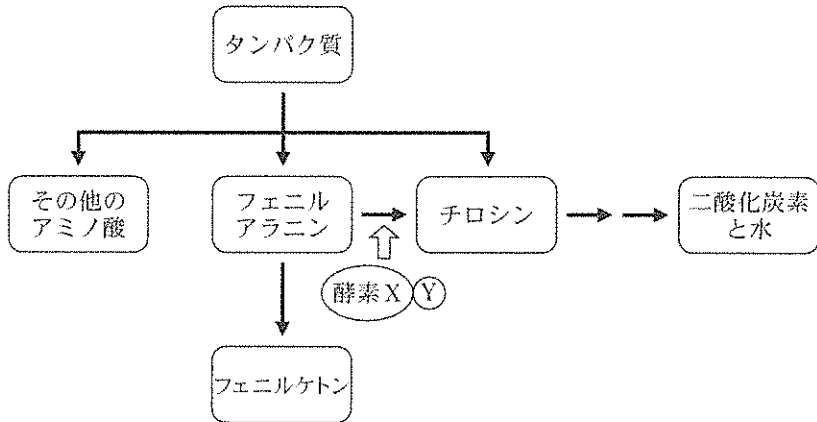 タンパク質
その他の
アミノ酸
フェニル
アラニン
チロシン
二酸化炭素
と水
酵素X
Y
フェニルケトン